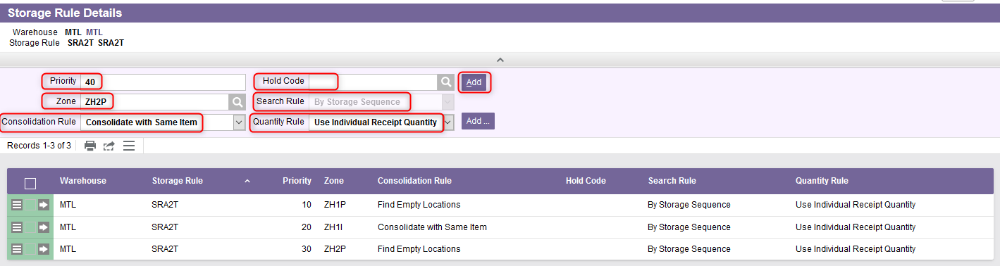 Storage Rule Details
Warehouse MTL MTL
Storage Rule SRA2T SRA2T
Priority 40 Hold Code Add
Zone ZH2P Search Rule By Storage Sequence
Consolidation Rule Consolidate with Same Item Quantity Rule Use Individual Receipt Quantity Add ...
Records 1-3 of 3
Warehouse Storage Rule Priority Zone Consolidation Rule Hold Code Search Rule Quantity Rule
MTL SRA2T 10 ZH1P Find Empty Locations By Storage Sequence Use Individual Receipt Quantity
MTL SRA2T 20 ZH1I Consolidate with Same Item By Storage Sequence Use Individual Receipt Quantity
MTL SRA2T 30 ZH2P Find Empty Locations By Storage Sequence Use Individual Receipt Quantity